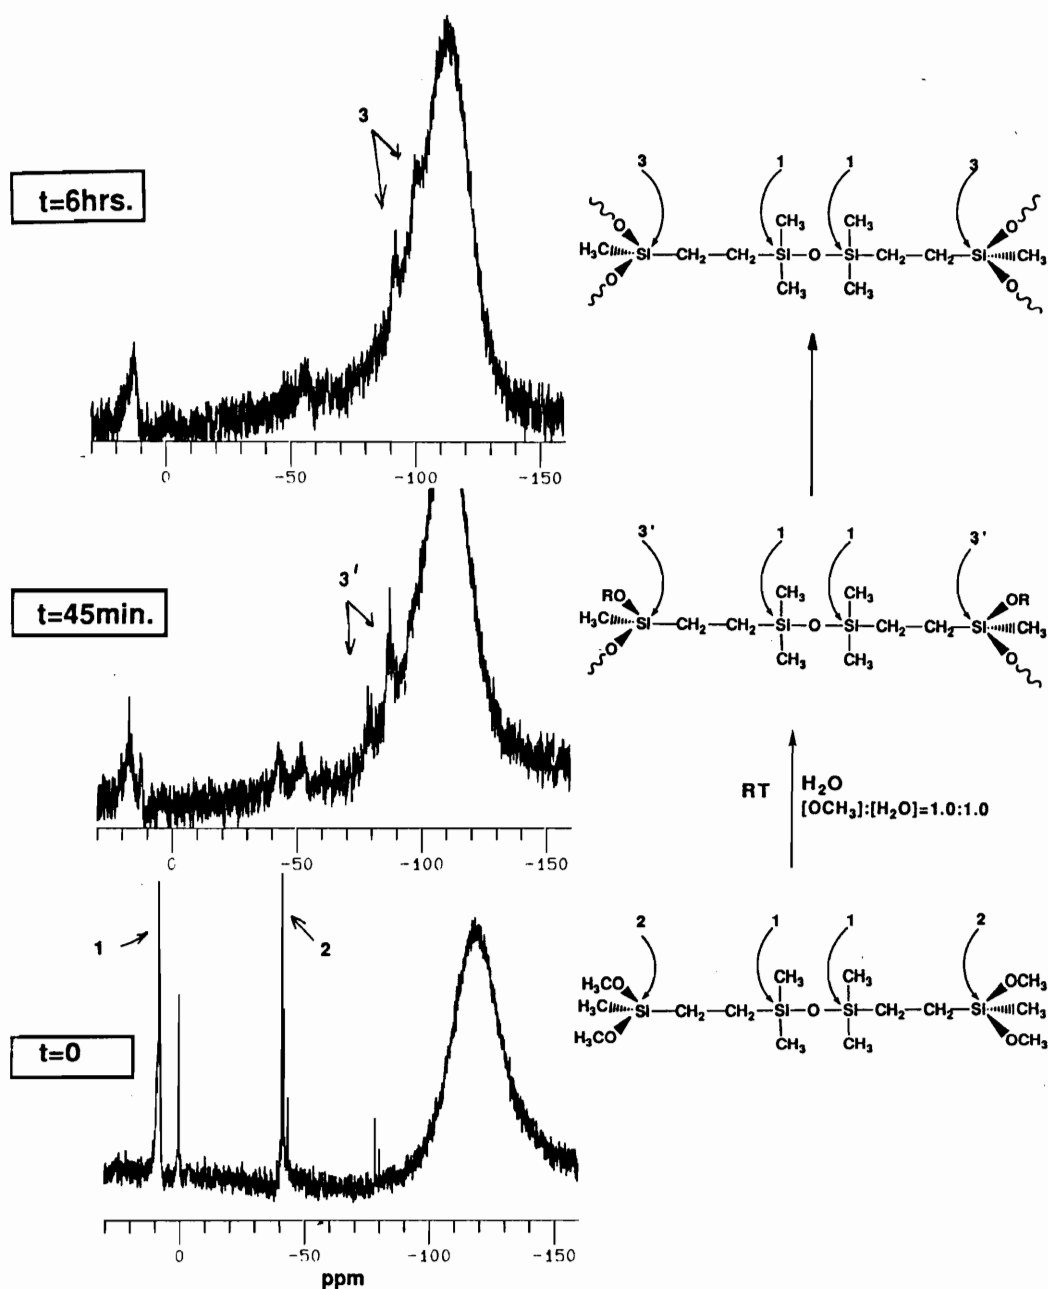 3
t=6hrs.
0 -50 -100 -150
3 1 1 3
O CH3 CH3 O
H3C Si CH2 CH2 Si O Si CH2 CH2 Si CH3
O CH3 CH3 O
3'
t=45min.
0 -50 -100 -150
3' 1 1 3'
RO CH3 CH3 OR
H3C Si CH2 CH2 Si O Si CH2 CH2 Si CH3
O CH3 CH3 O
RT H2O
[OCH3]:[H2O]=1.0:1.0
1 2
t=0
0 -50 -100 -150
ppm
2 1 1 2
H3CO CH3 CH3 OCH3
H3C Si CH2 CH2 Si O Si CH2 CH2 Si CH3
H3CO CH3 CH3 OCH3